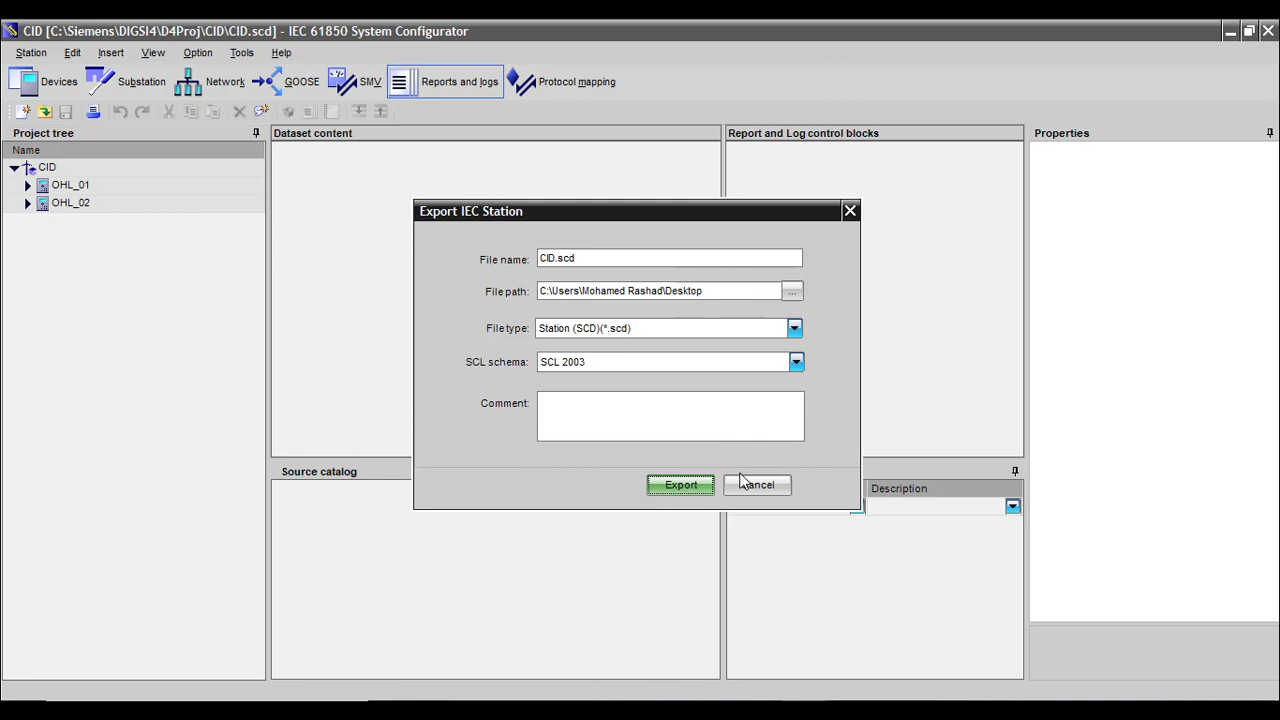 CID [C:\Siemens\DIGSI4\D4Proj\CID\CID.scd] - IEC 61850 System Configurator
Station Edit Insert View Option Tools Help
Devices Substation Network GOOSE SMV Reports and logs Protocol mapping
Project tree
Name
CID
OHL_01
OHL_02
Dataset content
Report and Log control blocks
Properties
Export IEC Station
File name: CID.scd
File path: C:\Users\Mohamed Rashad\Desktop ...
File type: Station (SCD)(*.scd)
SCL schema: SCL 2003
Comment:
Export Cancel
Source catalog
Description